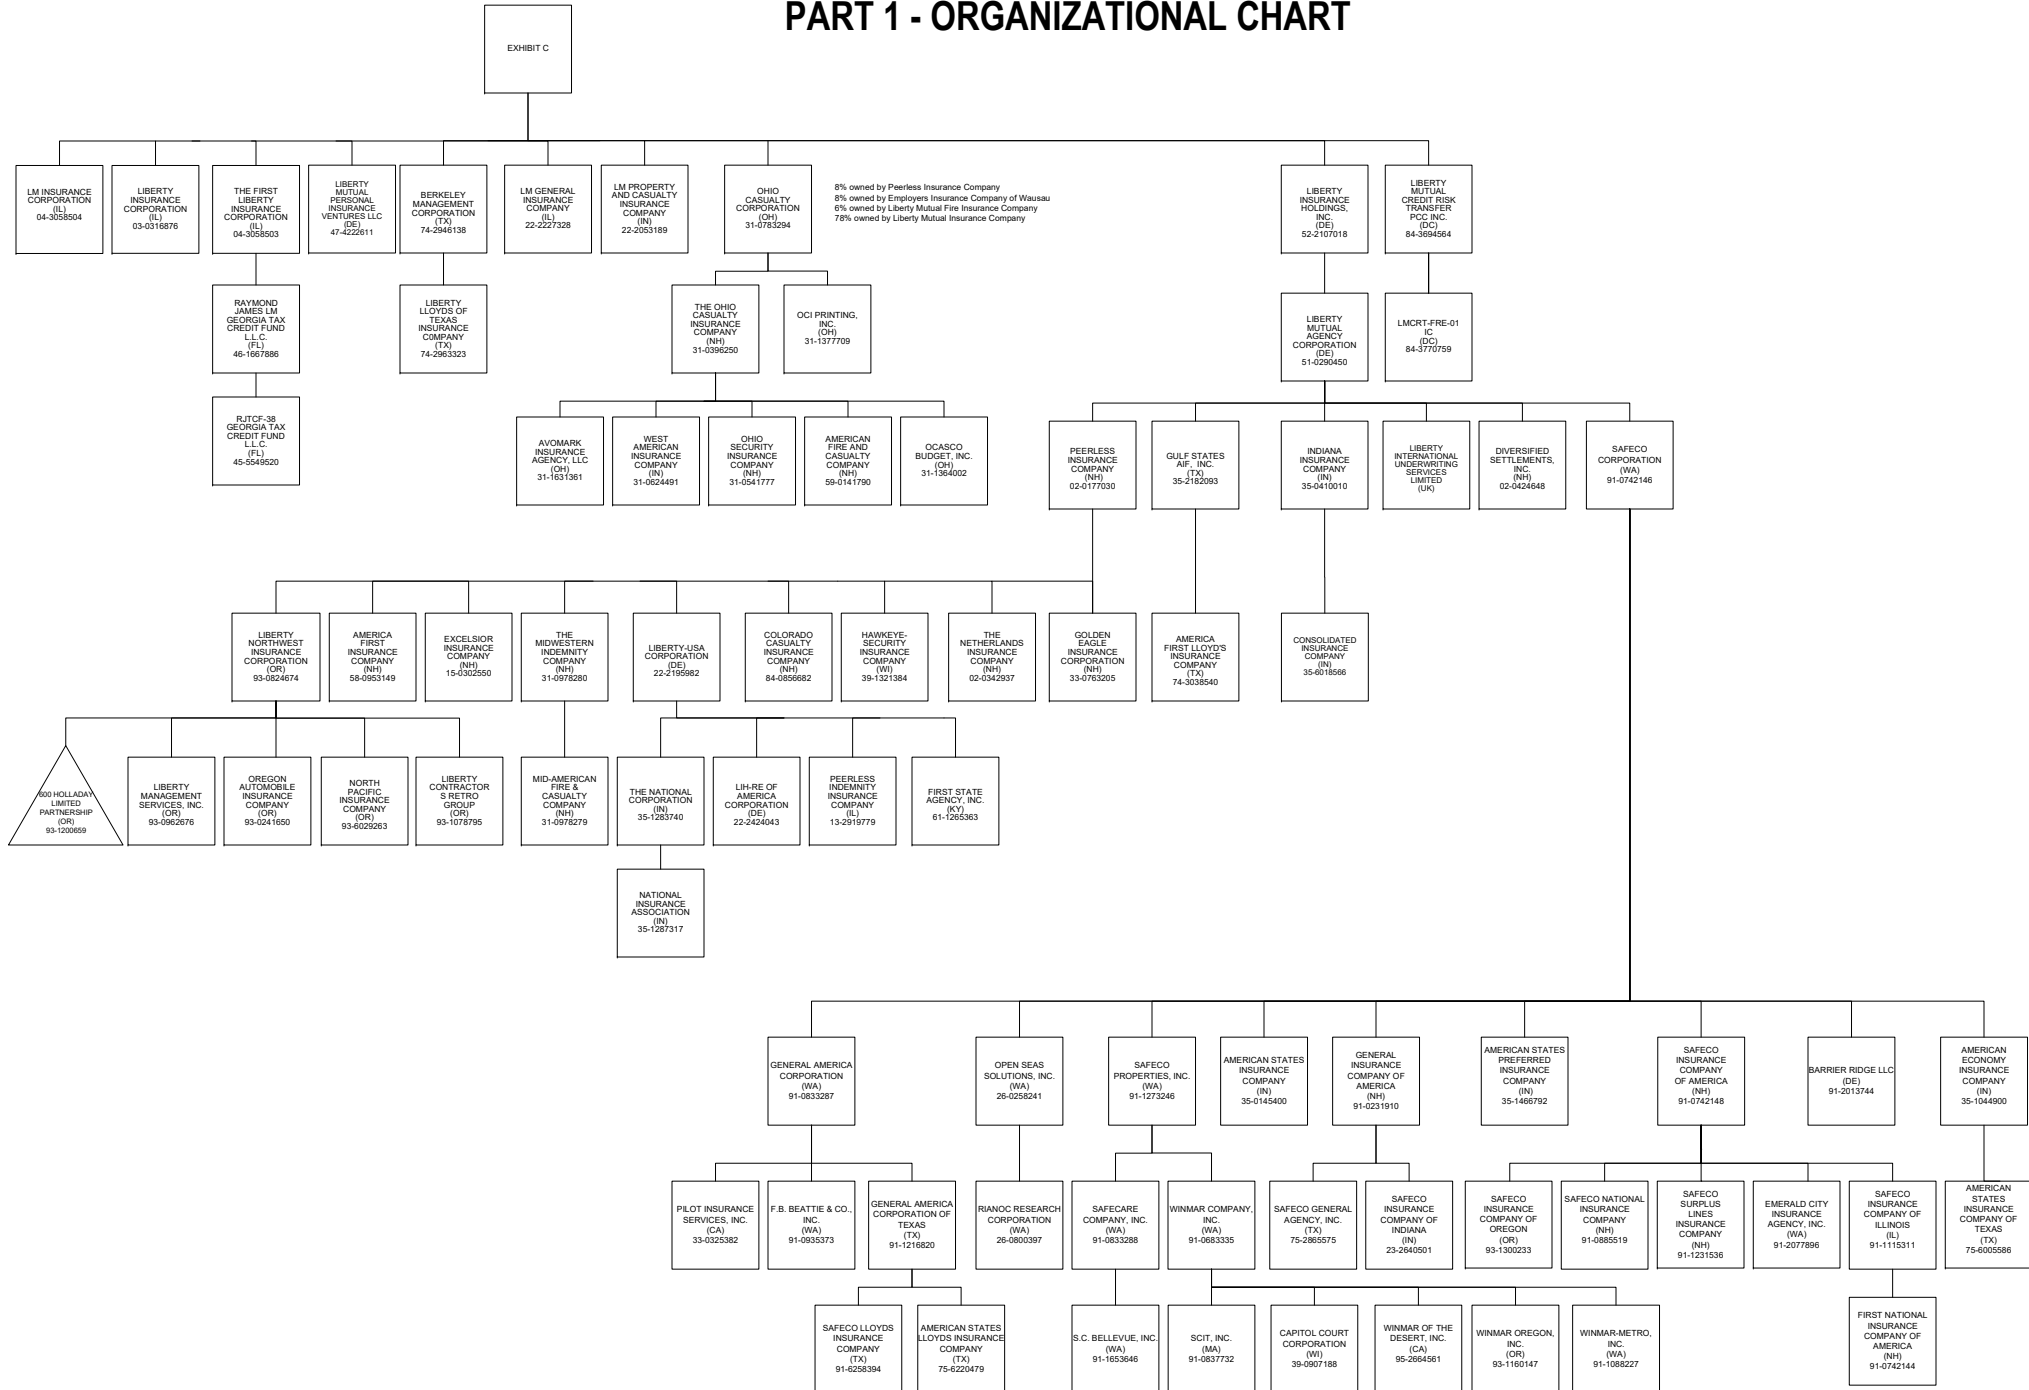 PART 1 - ORGANIZATIONAL CHART
EXHIBIT C
LM INSURANCE
CORPORATION
(IL)
04-3058504
LIBERTY
INSURANCE
CORPORATION
(IL)
03-0316876
THE FIRST
LIBERTY
INSURANCE
CORPORATION
(IL)
04-3058503
LIBERTY
MUTUAL
PERSONAL
INSURANCE
VENTURES LLC
(DE)
47-4222611
BERKELEY
MANAGEMENT
CORPORATION
(TX)
74-2946138
LM GENERAL
INSURANCE
COMPANY
(IL)
22-2227328
LM PROPERTY
AND CASUALTY
INSURANCE
COMPANY
(IN)
22-2053189
OHIO
CASUALTY
CORPORATION
(OH)
31-0783294
8% owned by Peerless Insurance Company
8% owned by Employers Insurance Company of Wausau
6% owned by Liberty Mutual Fire Insurance Company
78% owned by Liberty Mutual Insurance Company
LIBERTY
INSURANCE
HOLDINGS,
INC.
(DE)
52-2107018
LIBERTY
MUTUAL
CREDIT RISK
TRANSFER
PCC INC.
(DC)
84-3694564
RAYMOND
JAMES LM
GEORGIA TAX
CREDIT FUND
L.L.C.
(FL)
46-1667886
LIBERTY
LLOYDS OF
TEXAS
INSURANCE
COMPANY
(TX)
74-2963323
THE OHIO
CASUALTY
INSURANCE
COMPANY
(NH)
31-0396250
OCI PRINTING,
INC.
(OH)
31-1377709
LIBERTY
MUTUAL
AGENCY
CORPORATION
(DE)
51-0290450
LMCRT-FRE-01
IC
(DC)
84-3770759
RJTCF-38
GEORGIA TAX
CREDIT FUND
L.L.C.
(FL)
45-5549520
AVOMARK
INSURANCE
AGENCY, LLC
(OH)
31-1631361
WEST
AMERICAN
INSURANCE
COMPANY
(IN)
31-0624491
OHIO
SECURITY
INSURANCE
COMPANY
(NH)
31-0541777
AMERICAN
FIRE AND
CASUALTY
COMPANY
(NH)
59-0141790
OCASCO
BUDGET, INC.
(OH)
31-1364002
PEERLESS
INSURANCE
COMPANY
(NH)
02-0177030
GULF STATES
AIF, INC.
(TX)
35-2182093
INDIANA
INSURANCE
COMPANY
(IN)
35-0410010
LIBERTY
INTERNATIONAL
UNDERWRITING
SERVICES
LIMITED
(UK)
DIVERSIFIED
SETTLEMENTS,
INC.
(NH)
02-0424648
SAFECO
CORPORATION
(WA)
91-0742146
LIBERTY
NORTHWEST
INSURANCE
CORPORATION
(OR)
93-0824674
AMERICA
FIRST
INSURANCE
COMPANY
(NH)
58-0953149
EXCELSIOR
INSURANCE
COMPANY
(NH)
15-0302550
THE
MIDWESTERN
INDEMNITY
COMPANY
(NH)
31-0978280
LIBERTY-USA
CORPORATION
(DE)
22-2195982
COLORADO
CASUALTY
INSURANCE
COMPANY
(NH)
84-0856682
HAWKEYE-
SECURITY
INSURANCE
COMPANY
(WI)
39-1321384
THE
NETHERLANDS
INSURANCE
COMPANY
(NH)
02-0342937
GOLDEN
EAGLE
INSURANCE
CORPORATION
(NH)
33-0763205
AMERICA
FIRST LLOYD'S
INSURANCE
COMPANY
(TX)
74-3038540
CONSOLIDATED
INSURANCE
COMPANY
(IN)
35-6018566
600 HOLLADAY
LIMITED
PARTNERSHIP
(OR)
93-1200659
LIBERTY
MANAGEMENT
SERVICES, INC.
(OR)
93-0962676
OREGON
AUTOMOBILE
INSURANCE
COMPANY
(OR)
93-0241650
NORTH
PACIFIC
INSURANCE
COMPANY
(OR)
93-6029263
LIBERTY
CONTRACTOR
S RETRO
GROUP
(OR)
93-1078795
MID-AMERICAN
FIRE &
CASUALTY
COMPANY
(NH)
31-0978279
THE NATIONAL
CORPORATION
(IN)
35-1283740
LIH-RE OF
AMERICA
CORPORATION
(DE)
22-2424043
PEERLESS
INDEMNITY
INSURANCE
COMPANY
(IL)
13-2919779
FIRST STATE
AGENCY, INC.
(KY)
61-1265363
NATIONAL
INSURANCE
ASSOCIATION
(IN)
35-1287317
GENERAL AMERICA
CORPORATION
(WA)
91-0833287
OPEN SEAS
SOLUTIONS, INC.
(WA)
26-0258241
SAFECO
PROPERTIES, INC.
(WA)
91-1273246
AMERICAN STATES
INSURANCE
COMPANY
(IN)
35-0145400
GENERAL
INSURANCE
COMPANY OF
AMERICA
(NH)
91-0231910
AMERICAN STATES
PREFERRED
INSURANCE
COMPANY
(IN)
35-1466792
SAFECO
INSURANCE
COMPANY
OF AMERICA
(NH)
91-0742148
BARRIER RIDGE LLC
(DE)
91-2013744
AMERICAN
ECONOMY
INSURANCE
COMPANY
(IN)
35-1044900
PILOT INSURANCE
SERVICES, INC.
(CA)
33-0325382
F.B. BEATTIE & CO.,
INC.
(WA)
91-0935373
GENERAL AMERICA
CORPORATION OF
TEXAS
(TX)
91-1216820
RIANOC RESEARCH
CORPORATION
(WA)
26-0800397
SAFECARE
COMPANY, INC.
(WA)
91-0833288
WINMAR COMPANY,
INC.
(WA)
91-0683335
SAFECO GENERAL
AGENCY, INC.
(TX)
75-2865575
SAFECO
INSURANCE
COMPANY OF
INDIANA
(IN)
23-2640501
SAFECO
INSURANCE
COMPANY OF
OREGON
(OR)
93-1300233
SAFECO NATIONAL
INSURANCE
COMPANY
(NH)
91-0885519
SAFECO
SURPLUS
LINES
INSURANCE
COMPANY
(NH)
91-1231536
EMERALD CITY
INSURANCE
AGENCY, INC.
(WA)
91-2077896
SAFECO
INSURANCE
COMPANY OF
ILLINOIS
(IL)
91-1115311
AMERICAN
STATES
INSURANCE
COMPANY OF
TEXAS
(TX)
75-6005586
SAFECO LLOYDS
INSURANCE
COMPANY
(TX)
91-6258394
AMERICAN STATES
LLOYDS INSURANCE
COMPANY
(TX)
75-6220479
S.C. BELLEVUE, INC.
(WA)
91-1653646
SCIT, INC.
(MA)
91-0837732
CAPITOL COURT
CORPORATION
(WI)
39-0907188
WINMAR OF THE
DESERT, INC.
(CA)
95-2664561
WINMAR OREGON,
INC.
(OR)
93-1160147
WINMAR-METRO,
INC.
(WA)
91-1088227
FIRST NATIONAL
INSURANCE
COMPANY OF
AMERICA
(NH)
91-0742144